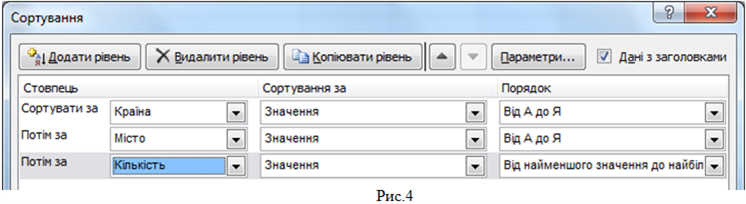 Сортування
Додати рівень Видалити рівень Копіювати рівень Параметри... Дані з заголовками
Стовпець Сортування за Порядок
Сортувати за Країна Значення Від А до Я
Потім за Місто Значення Від А до Я
Потім за Кількість Значення Від найменшого значення до найбіл
Рис.4